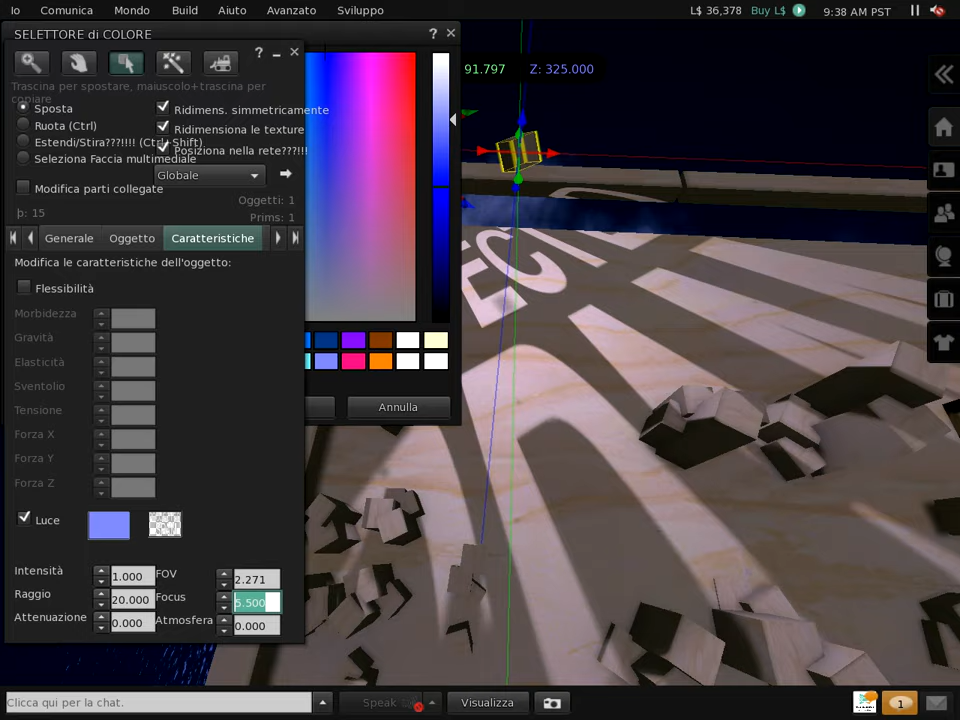 Io Comunica Mondo Build Aiuto Avanzato Sviluppo L$ 36,378 Buy L$ 9:38 AM PST
SELETTORE di COLORE ? ×
? _ ×
91.797 Z: 325.000
Trascina per spostare, maiuscolo+trascina per
copiare
Sposta
Ridimens. simmetricamente
Ruota (Ctrl)
Ridimensiona le texture
Estendi/Stira???!!!! (Ctrl+Shift)
Posiziona nella rete???!!!
Seleziona Faccia multimediale
Globale
Modifica parti collegate
Oggetti: 1
þ: 15
Prims: 1
Generale Oggetto Caratteristiche
Modifica le caratteristiche dell'oggetto:
Flessibilità
Morbidezza
Gravità
Elasticità
Sventolio
Tensione
Forza X
Forza Y
Forza Z
Annulla
ECT
Luce
Intensità 1.000 FOV 2.271
Raggio 20.000 Focus 5.500
Attenuazione 0.000 Atmosfera 0.000
Clicca qui per la chat. Speak Visualizza 1